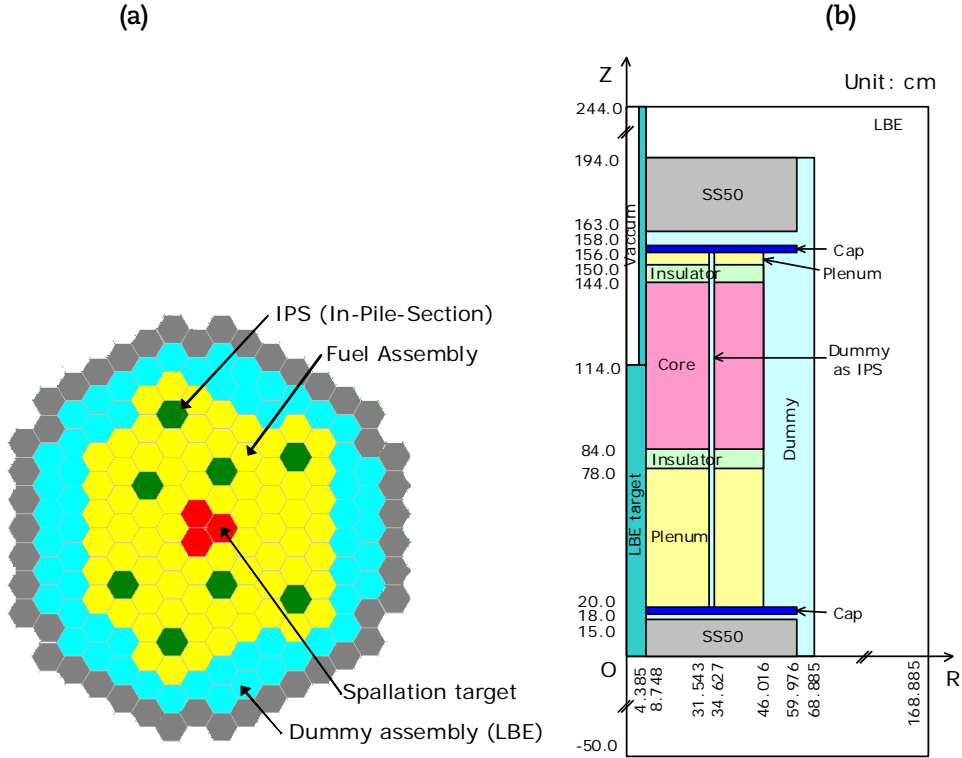 (a)
IPS (In-Pile-Section)
Fuel Assembly
Spallation target
Dummy assembly (LBE)
(b)
Z
Unit: cm
244.0
LBE
194.0
SS50
163.0
158.0
Vaccum
Cap
156.0
Plenum
150.0
Insulator
144.0
Dummy
as IPS
114.0
Core
Dummy
84.0
Insulator
78.0
LBE target
Plenum
20.0
18.0
Cap
15.0
SS50
O
R
4.385
8.748
31.543
34.627
46.016
59.976
68.885
168.885
-50.0